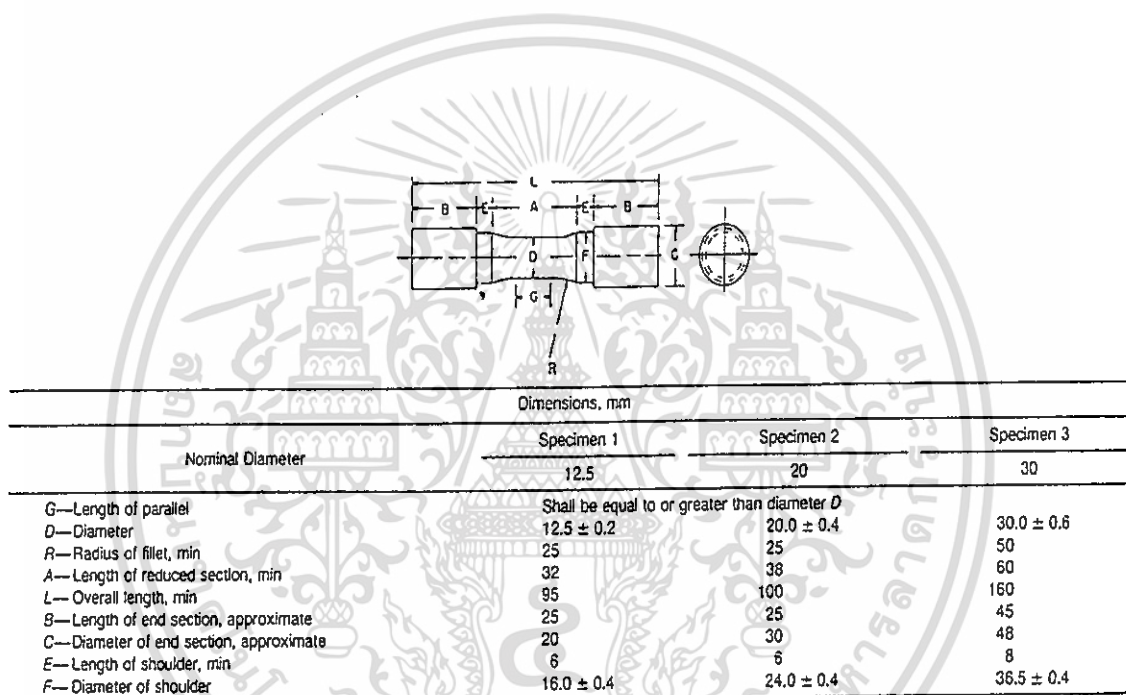 L
B E A E B
D F C
G
R
Dimensions, mm
Nominal Diameter Specimen 1 Specimen 2 Specimen 3
12.5 20 30
G—Length of parallel Shall be equal to or greater than diameter D
D—Diameter 12.5 ± 0.2 20.0 ± 0.4 30.0 ± 0.6
R—Radius of fillet, min 25 25 50
A—Length of reduced section, min 32 38 60
L—Overall length, min 95 100 160
B—Length of end section, approximate 25 25 45
C—Diameter of end section, approximate 20 30 48
E—Length of shoulder, min 6 6 8
F—Diameter of shoulder 16.0 ± 0.4 24.0 ± 0.4 36.5 ± 0.4